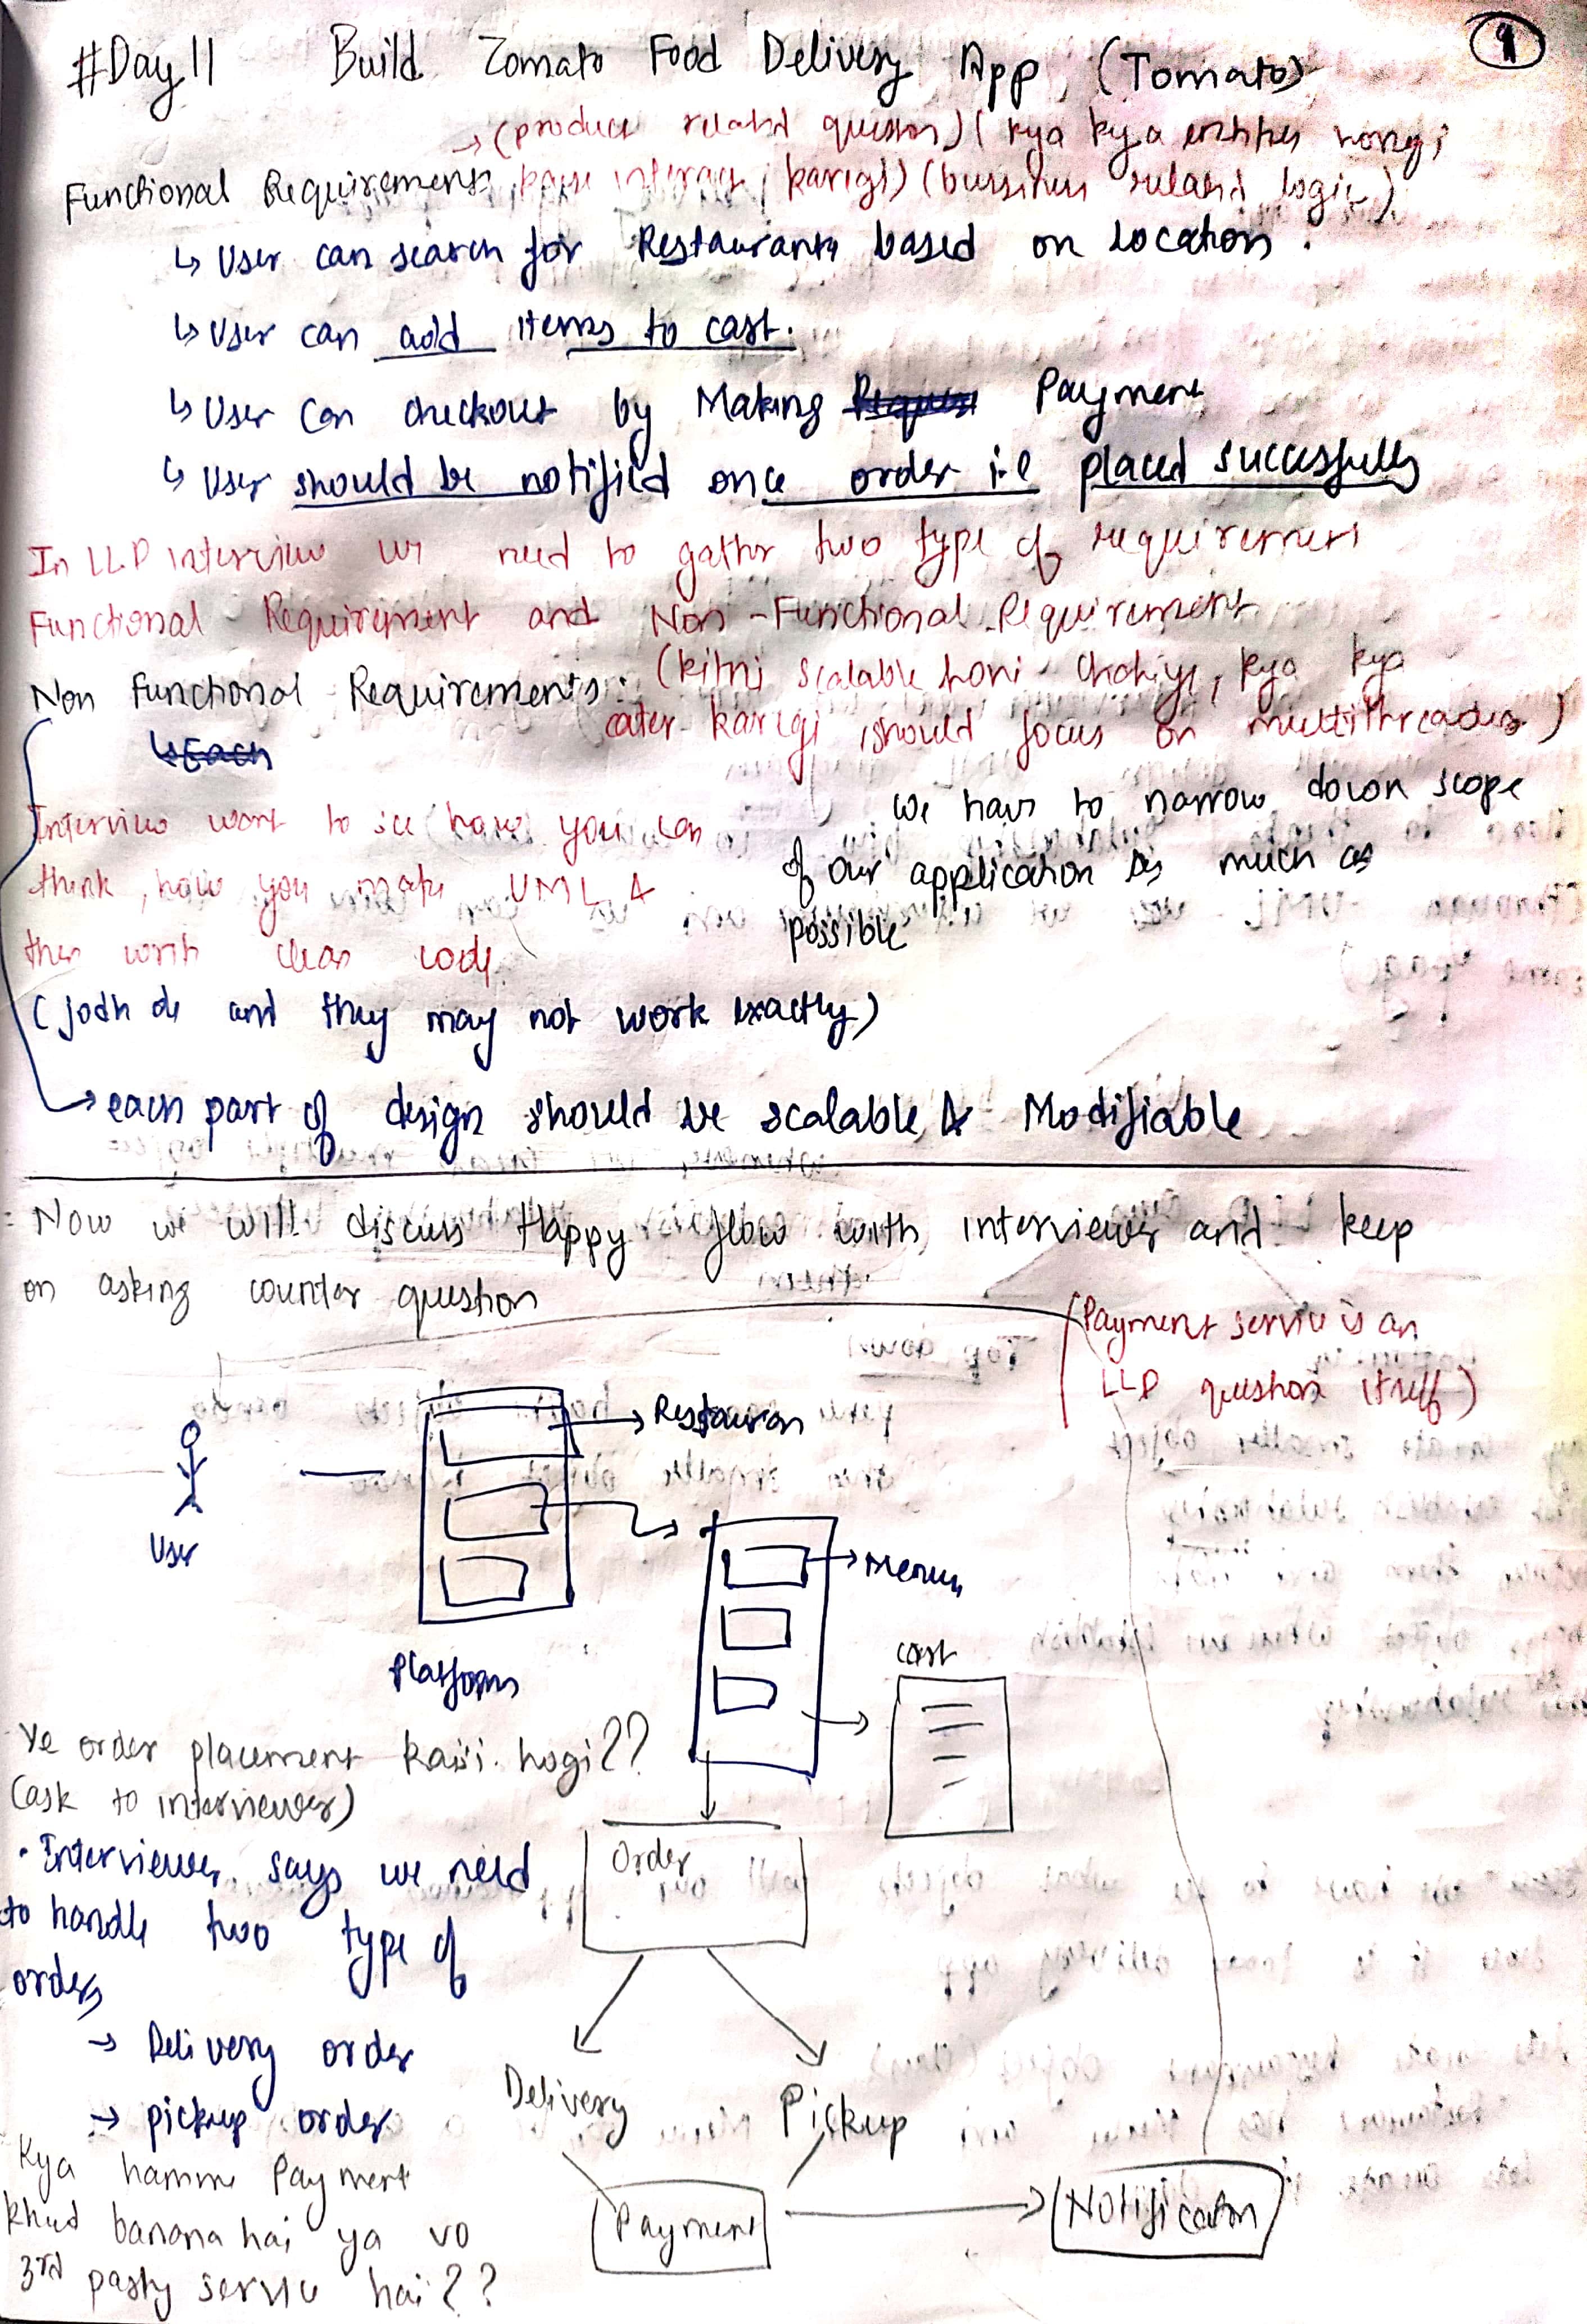 #Day 11 Build Zomato Food Delivery App (Tomato)
1
→ (product related question) (kya kya entities hongi
Functional Requirements, kaise interact karegi) (bussiness related logic)
↳ User can search for Restaurants based on Location.
↳ User can add items to cart.
↳ User Can checkout by Making Payment
↳ User should be notified once order i.e placed successfully
In LLD interview we need to gather two type of requirement
Functional Requirement and Non-Functional Requirement
Non Functional Requirements: (kitni scalable honi chahiye, kya kya
cater karegi, should focus on multithreading)
↳ Each
Interview want to see how you can
think, how you make UML &
then write clean code
We have to narrow down scope
of our application as much as
possible
( and they may not work exactly)
→ each part of design should be scalable & Modifiable
Now we will discuss Happy flow with interviewer and keep
on asking counter question
(Payment service is an
LLD question itself)
→ Restauran
User
→ Menu
Platform
cart
Ye order placement kaisi hogi??
(ask to interviewer)
Order
• Interviewer says we need
to handle two type of
orders
→ Delivery order
→ pickup order
Delivery
Pickup
Kya hamme Payment
khud banana hai ya vo
3rd party service hai??
Payment
Notification